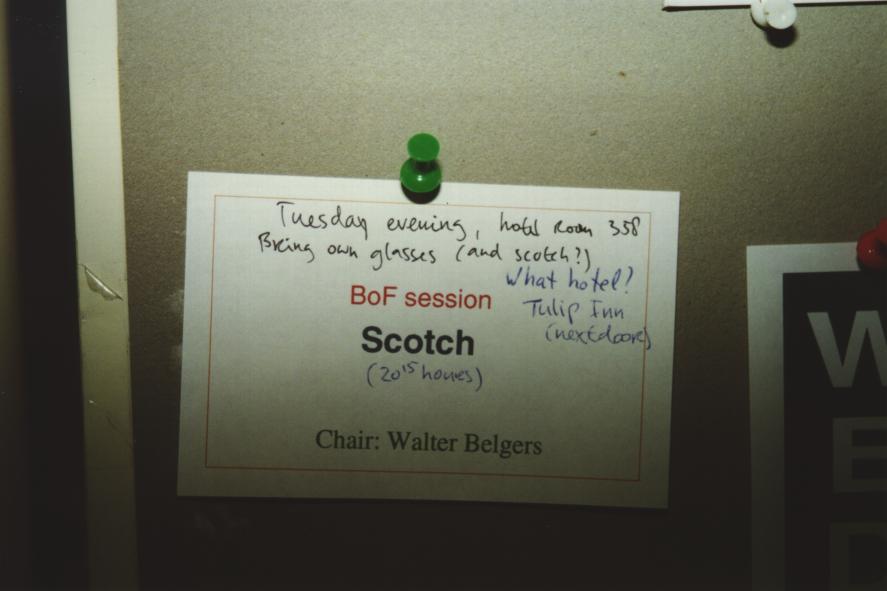 Tuesday evening, hotel Room 358
Bring own glasses (and scotch?)
What hotel?
BoF session
Tulip Inn
(nextdoor)
Scotch
(20¹⁵ houres)
Chair: Walter Belgers
W
E
D